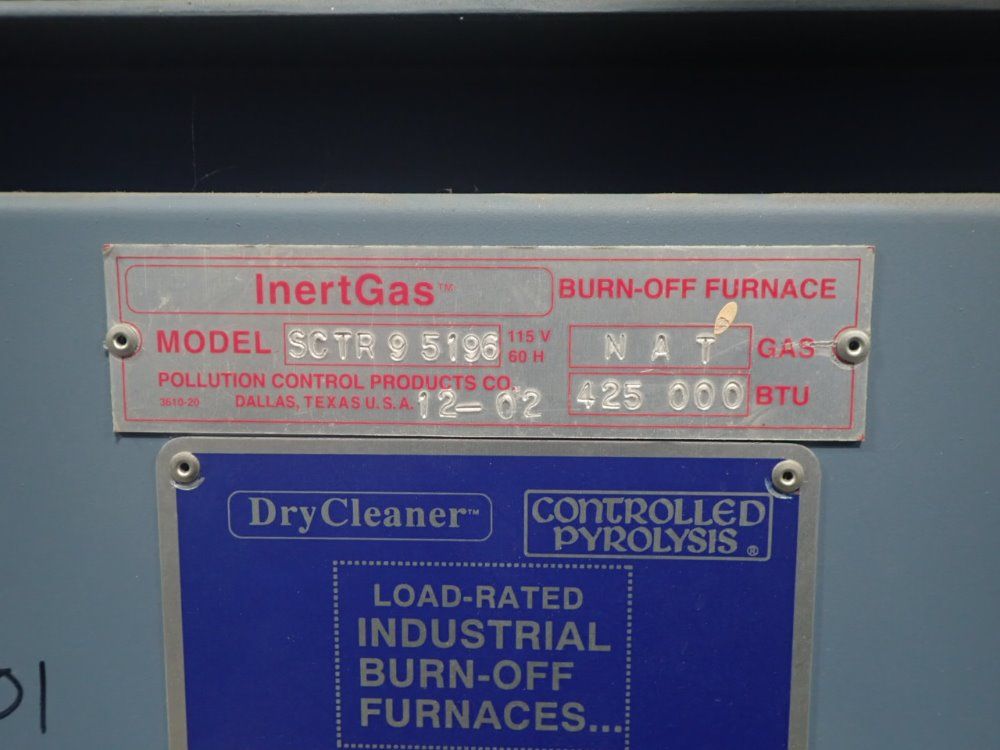 InertGas™
BURN-OFF FURNACE
MODEL SCTR 9 5196 115 V 60 H
N A T GAS
POLLUTION CONTROL PRODUCTS CO.
3610-20 DALLAS, TEXAS U.S.A. 12-02
425 000 BTU
DryCleaner™
CONTROLLED
PYROLYSIS ®
LOAD-RATED
INDUSTRIAL
BURN-OFF
FURNACES...
01